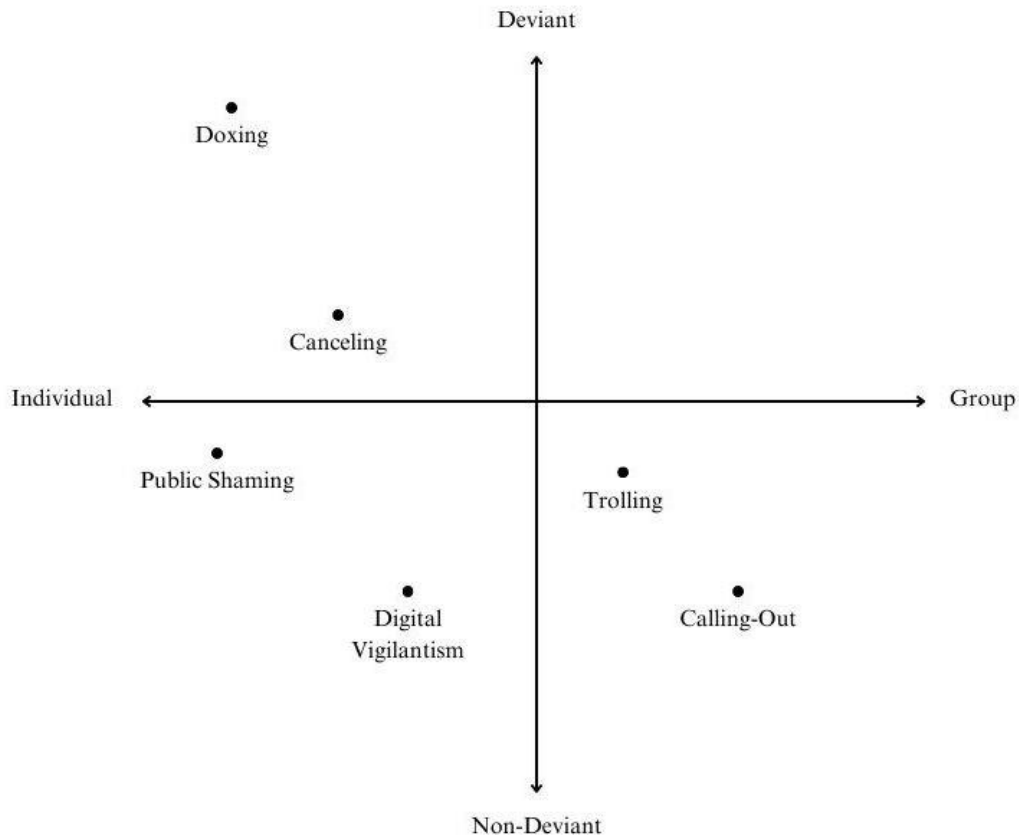 Deviant
Doxing
Canceling
Individual
Group
Public Shaming
Trolling
Digital
Vigilantism
Calling-Out
Non-Deviant